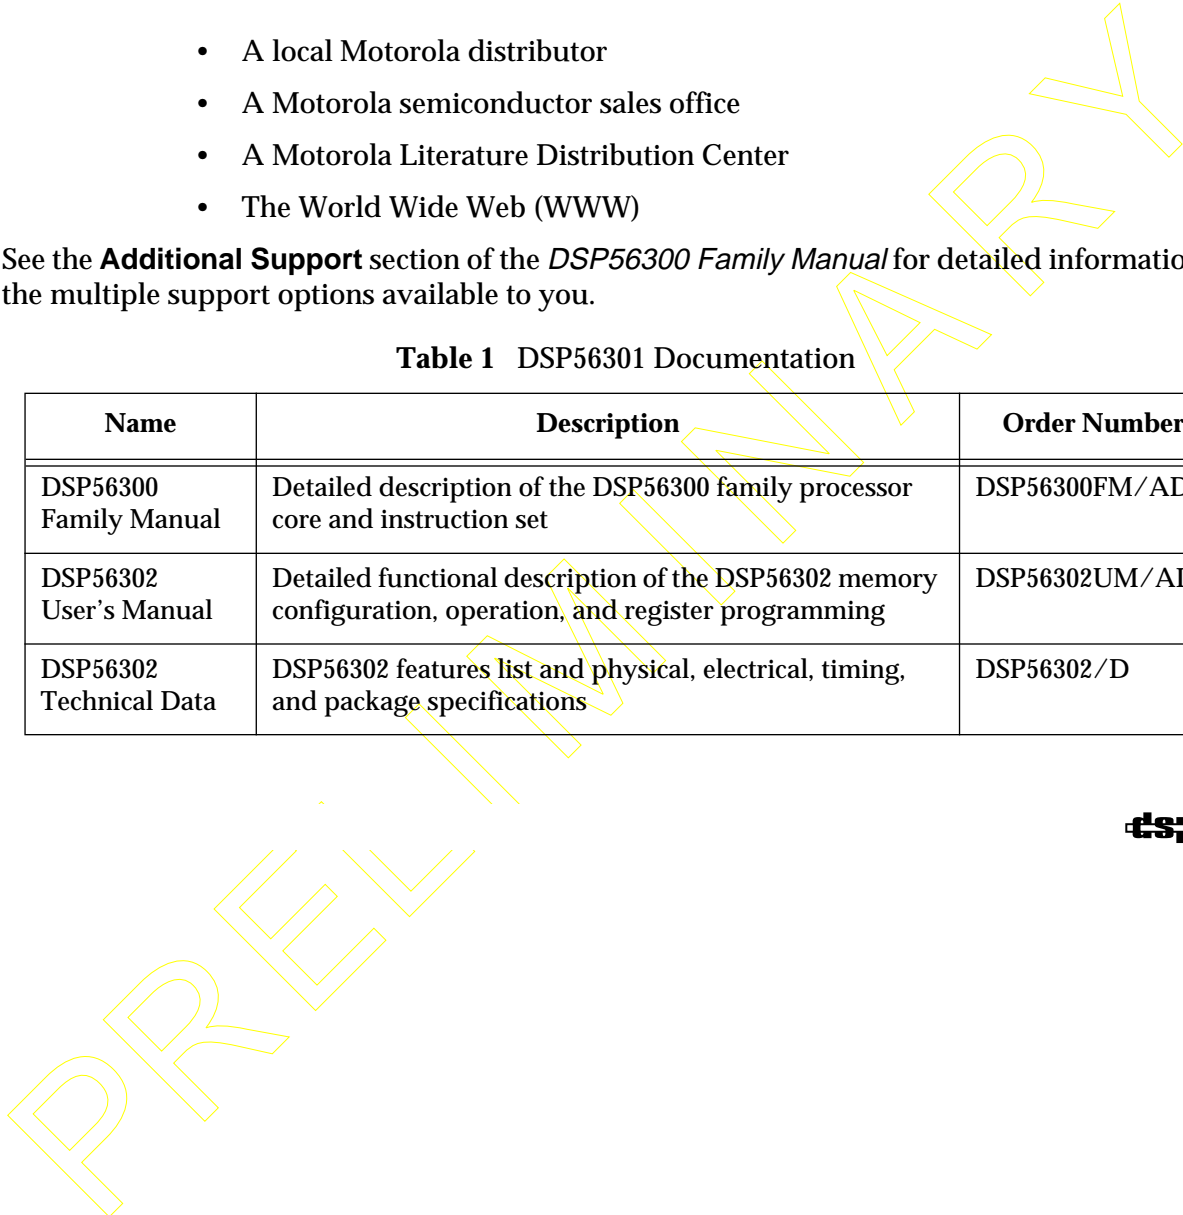 • A local Motorola distributor
• A Motorola semiconductor sales office
• A Motorola Literature Distribution Center
• The World Wide Web (WWW)
See the Additional Support section of the DSP56300 Family Manual for detailed informatio
the multiple support options available to you.
Table 1 DSP56301 Documentation
Name Description Order Number
DSP56300 Detailed description of the DSP56300 family processor DSP56300FM/AD
Family Manual core and instruction set
DSP56302 Detailed functional description of the DSP56302 memory DSP56302UM/AD
User's Manual configuration, operation, and register programming
DSP56302 DSP56302 features list and physical, electrical, timing, DSP56302/D
Technical Data and package specifications
dsp
PRELIMINARY